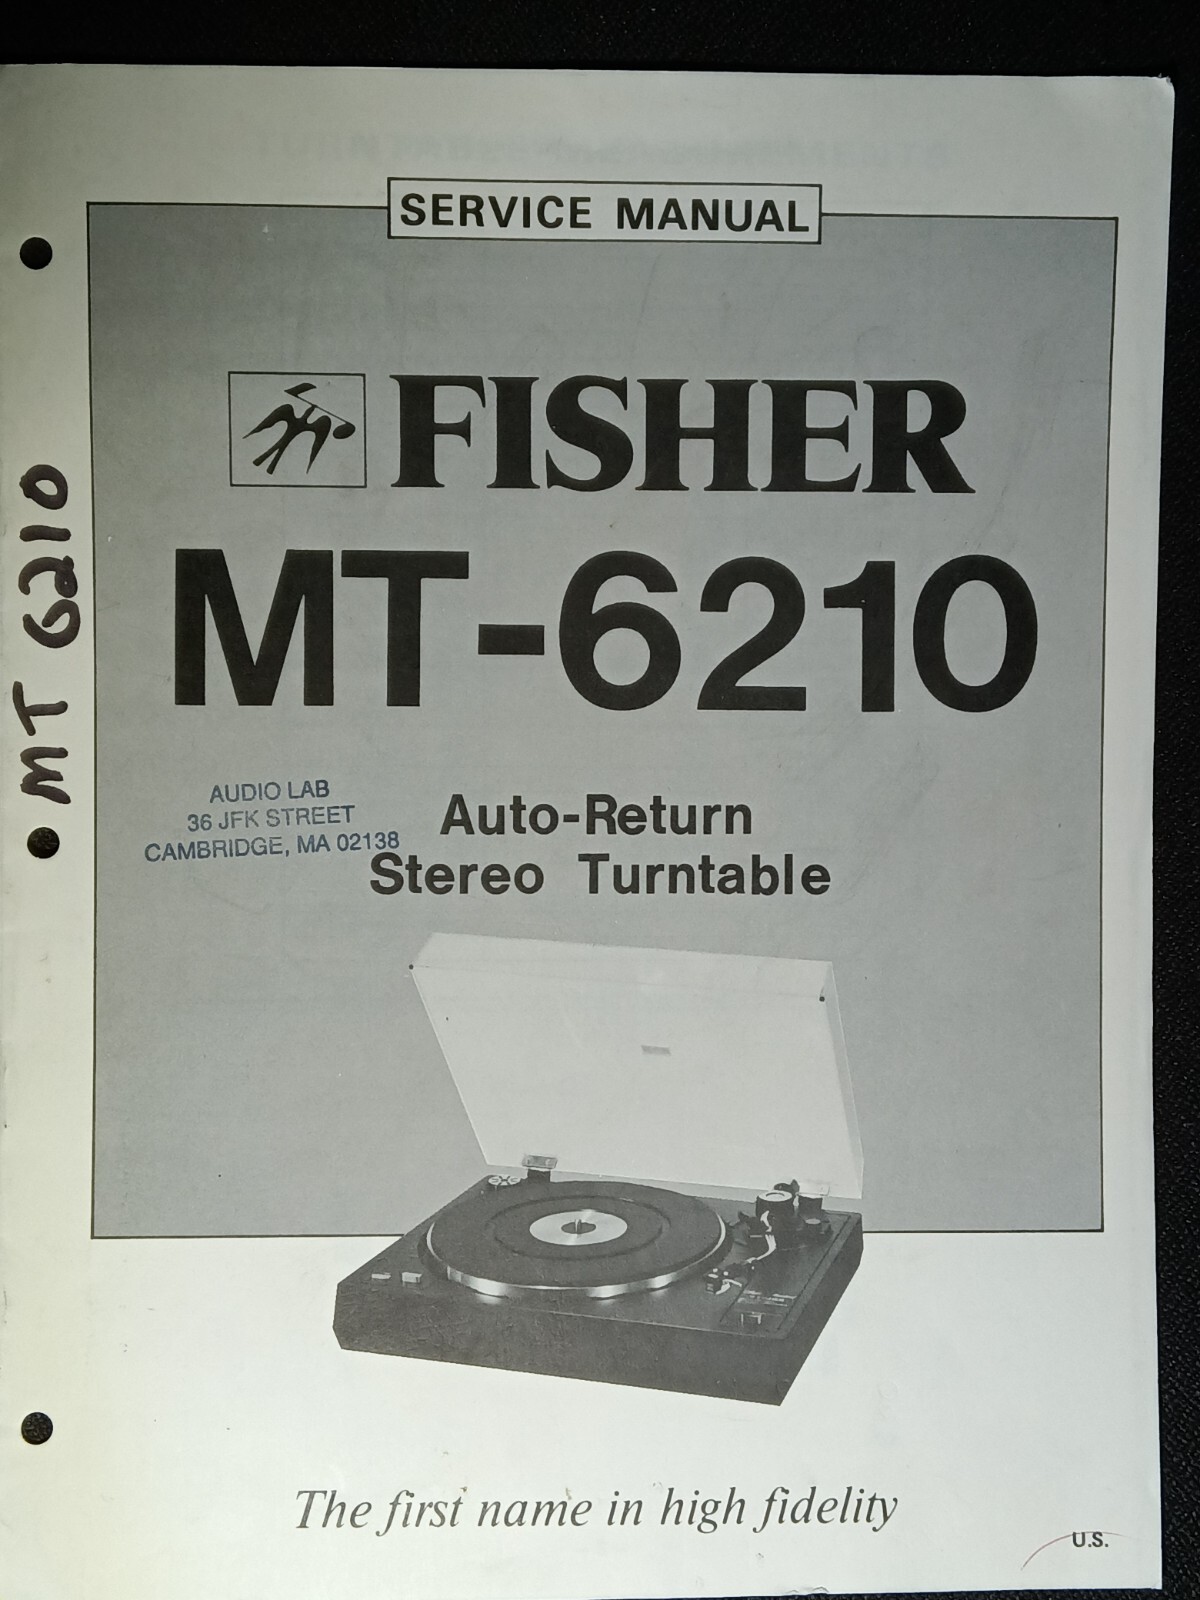 SERVICE MANUAL
FISHER
MT-6210
MT 6210
AUDIO LAB
36 JFK STREET
CAMBRIDGE, MA 02138
Auto-Return
Stereo Turntable
The first name in high fidelity
U.S.